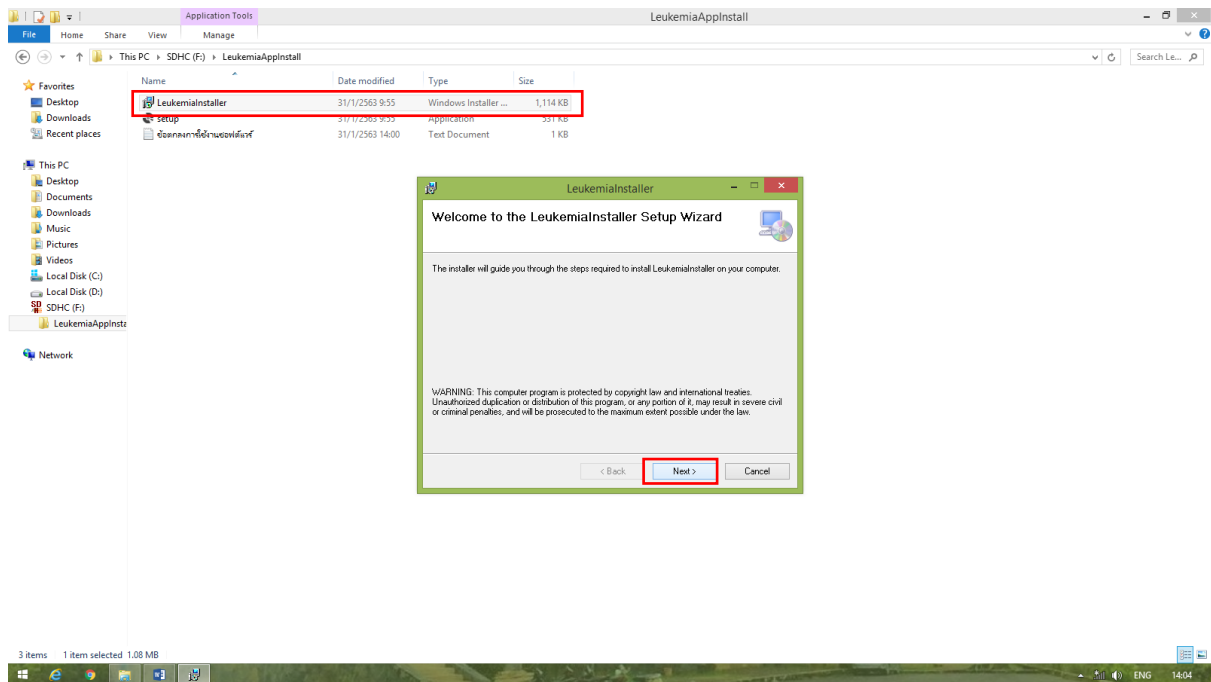 Application Tools
LeukemiaAppInstall
File Home Share View Manage
This PC SDHC (F:) LeukemiaAppInstall
Search Le...
Name Date modified Type Size
LeukemiaInstaller 31/1/2563 9:55 Windows Installer ... 1,114 KB
setup 31/1/2563 9:55 Application 531 KB
ข้อตกลงการใช้งานซอฟต์แวร์ 31/1/2563 14:00 Text Document 1 KB
Favorites
Desktop
Downloads
Recent places
This PC
Desktop
Documents
Downloads
Music
Pictures
Videos
Local Disk (C:)
Local Disk (D:)
SDHC (F:)
LeukemiaAppInsta
Network
LeukemiaInstaller
Welcome to the LeukemiaInstaller Setup Wizard
The installer will guide you through the steps required to install LeukemiaInstaller on your computer.
WARNING: This computer program is protected by copyright law and international treaties.
Unauthorized duplication or distribution of this program, or any portion of it, may result in severe civil
or criminal penalties, and will be prosecuted to the maximum extent possible under the law.
< Back Next > Cancel
3 items 1 item selected 1.08 MB
ENG 14:04